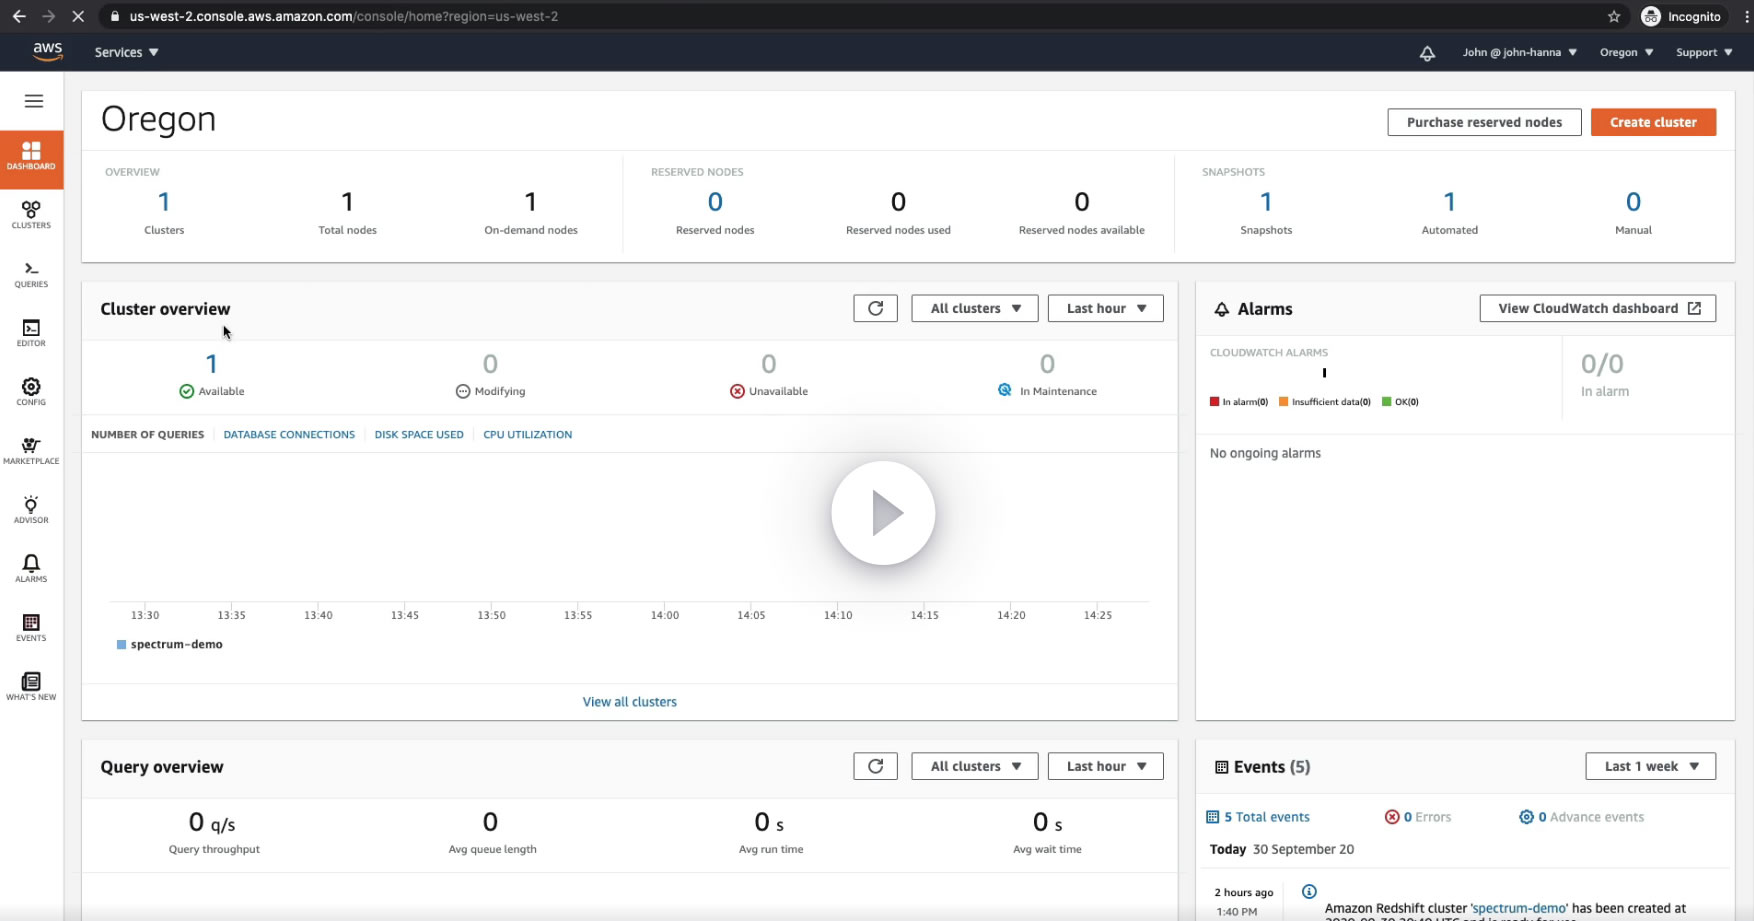 us-west-2.console.aws.amazon.com/console/home?region=us-west-2
Incognito
aws
Services
John @ john-hanna
Oregon
Support
DASHBOARD
CLUSTERS
QUERIES
EDITOR
CONFIG
MARKETPLACE
ADVISOR
ALARMS
EVENTS
WHAT'S NEW
Oregon
Purchase reserved nodes
Create cluster
OVERVIEW
1 1 1
Clusters Total nodes On-demand nodes
RESERVED NODES
0 0 0
Reserved nodes Reserved nodes used Reserved nodes available
SNAPSHOTS
1 1 0
Snapshots Automated Manual
Cluster overview
All clusters
Last hour
1 0 0 0
Available Modifying Unavailable In Maintenance
NUMBER OF QUERIES DATABASE CONNECTIONS DISK SPACE USED CPU UTILIZATION
13:30 13:35 13:40 13:45 13:50 13:55 14:00 14:05 14:10 14:15 14:20 14:25
spectrum-demo
View all clusters
Alarms
View CloudWatch dashboard
CLOUDWATCH ALARMS
In alarm(0) Insufficient data(0) OK(0)
0/0
In alarm
No ongoing alarms
Query overview
All clusters
Last hour
0 q/s 0 0 s 0 s
Query throughput Avg queue length Avg run time Avg wait time
Events (5)
Last 1 week
5 Total events 0 Errors 0 Advance events
Today 30 September 20
2 hours ago
1:40 PM
Amazon Redshift cluster 'spectrum-demo' has been created at